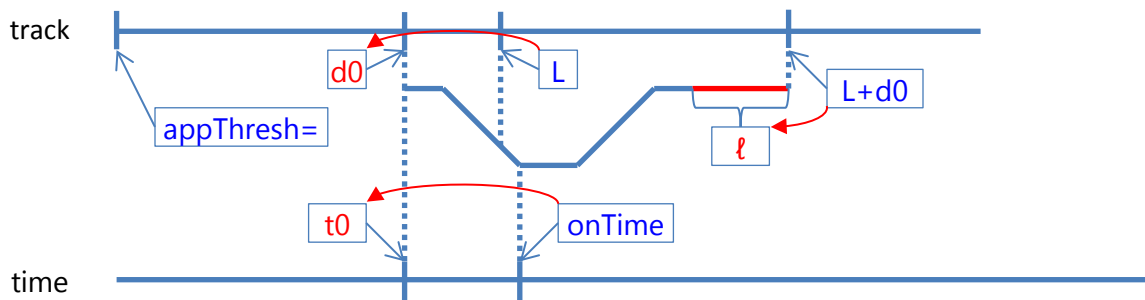 track
d0
L
L+d0
appThresh=
ℓ
t0
onTime
time